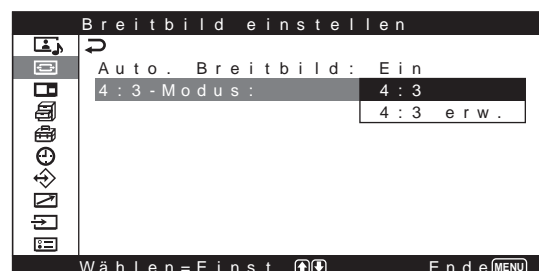 Breitbild einstellen
Auto. Breitbild: Ein
4:3-Modus: 4:3
4:3 erw.
Wählen=Einst. Ende MENU